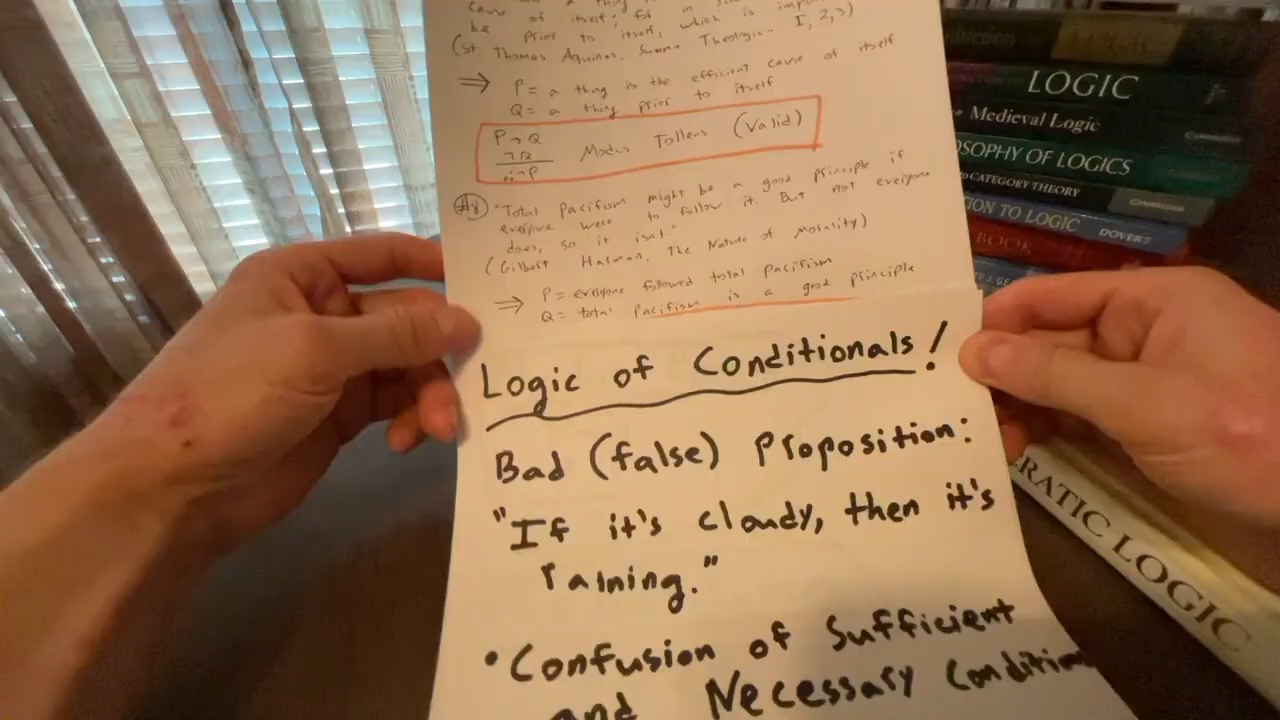 cause of itself; for in
be prior to itself, which is
(St. Thomas Aquinas, Summa Theologica I, 2, 3)
⇒ P = a thing is the efficient cause of itself
Q = a thing prior to itself
P → Q
¬Q
∴ ¬P
Modus Tollens (Valid)
#8 "Total Pacifism might be a good principle if
everyone were to follow it. But not everyone
does, so it isn't."
(Gilbert Harman, The Nature of Morality)
⇒ P = everyone followed total Pacifism
Q = total Pacifism is a good principle
Logic of Conditionals!
Bad (false) Proposition:
"If it's cloudy, then it's
raining."
• Confusion of Sufficient
and Necessary Condition
LOGIC
Medieval Logic
OSOPHY OF LOGICS
CATEGORY THEORY
TION TO LOGIC DOVER
BOOK
ERATIC LOGIC